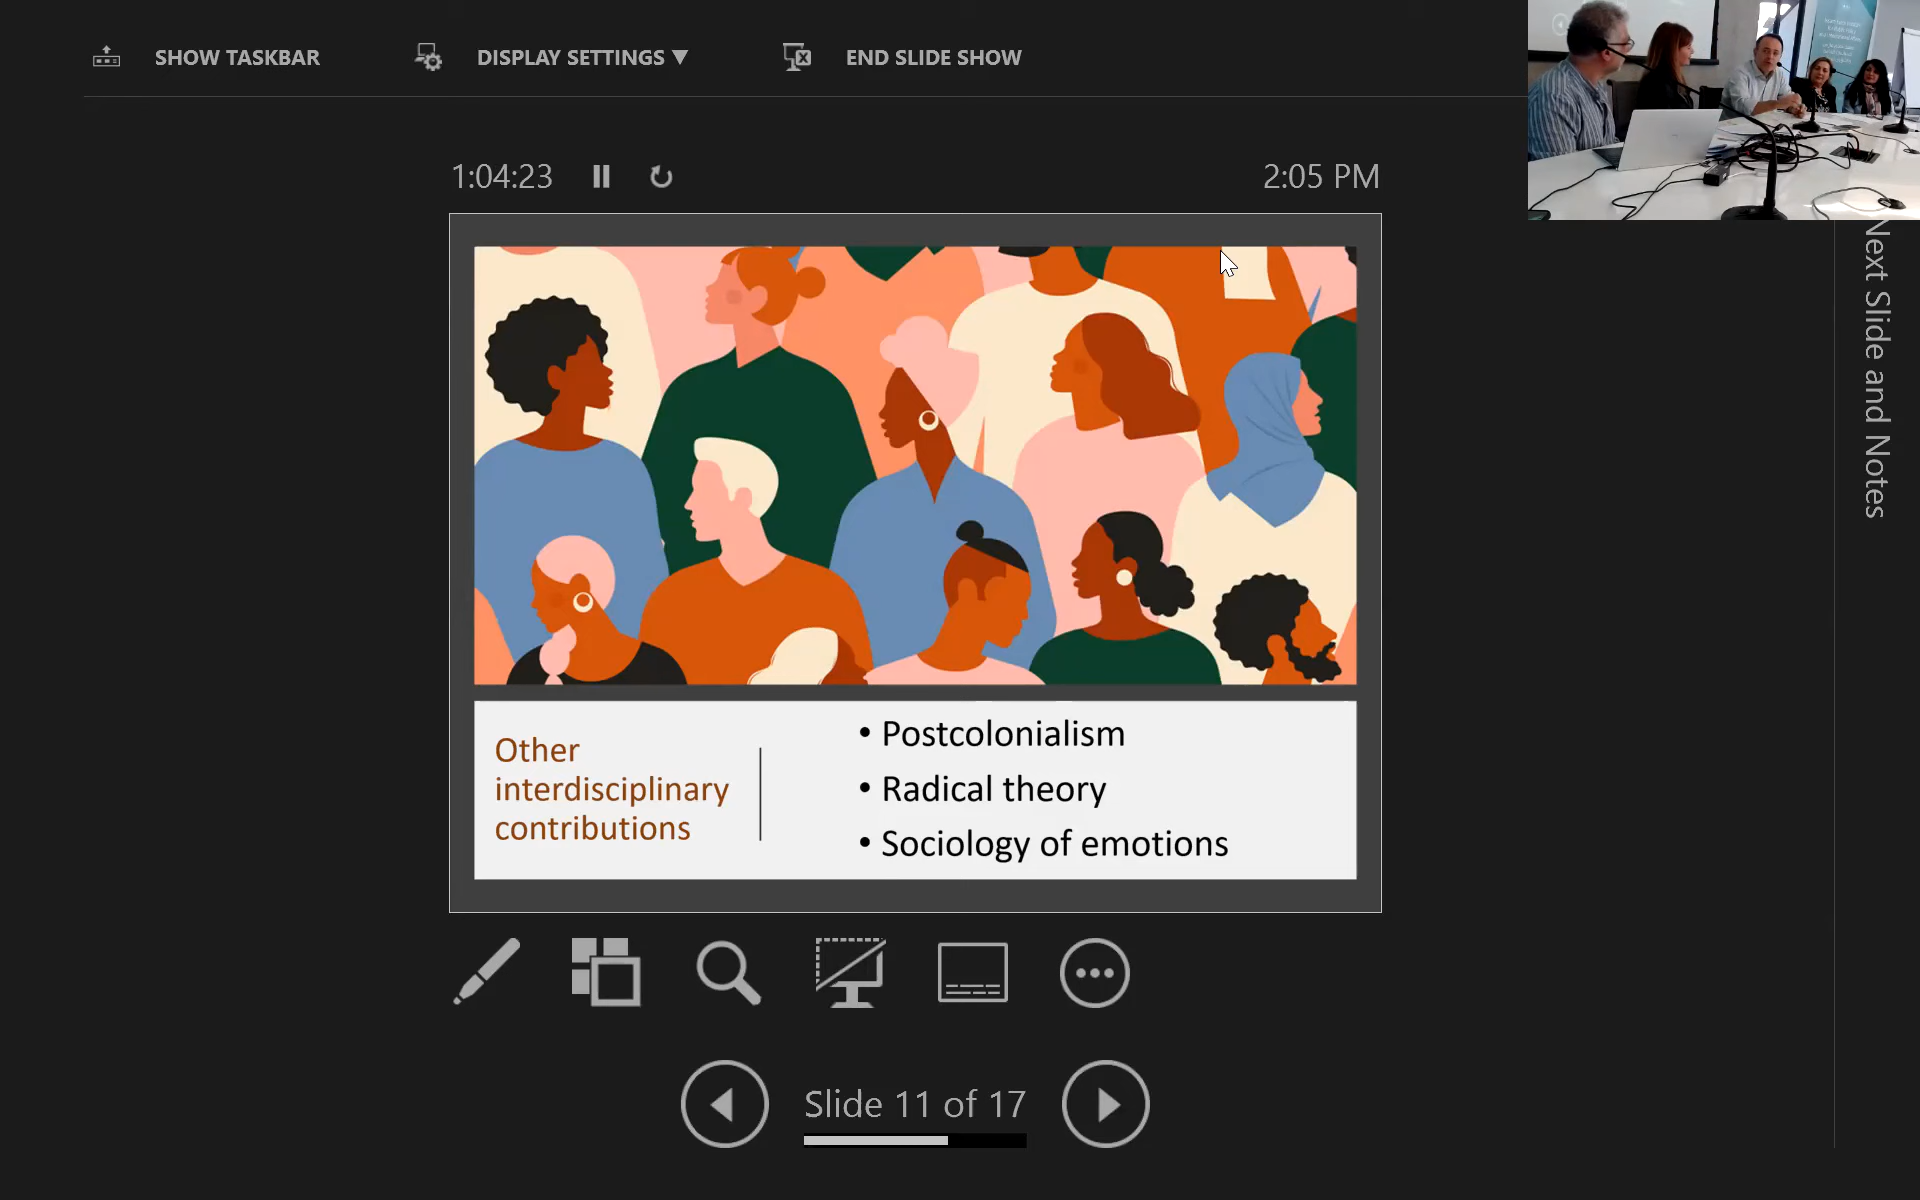 SHOW TASKBAR
DISPLAY SETTINGS ▼
END SLIDE SHOW
1:04:23
2:05 PM
Next Slide and Notes
Other
interdisciplinary
contributions
• Postcolonialism
• Radical theory
• Sociology of emotions
Slide 11 of 17